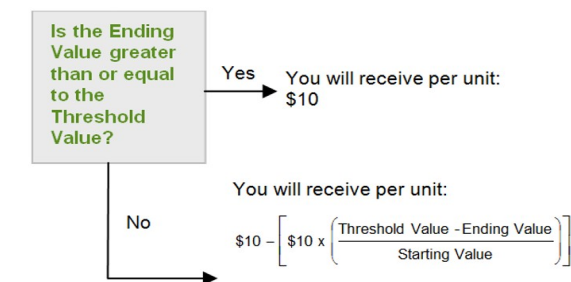 Is the Ending
Value greater
than or equal
to the
Threshold
Value?
Yes
You will receive per unit:
$10
No
You will receive per unit:
$10 – [ $10 x ( Threshold Value - Ending Value
Starting Value ) ]